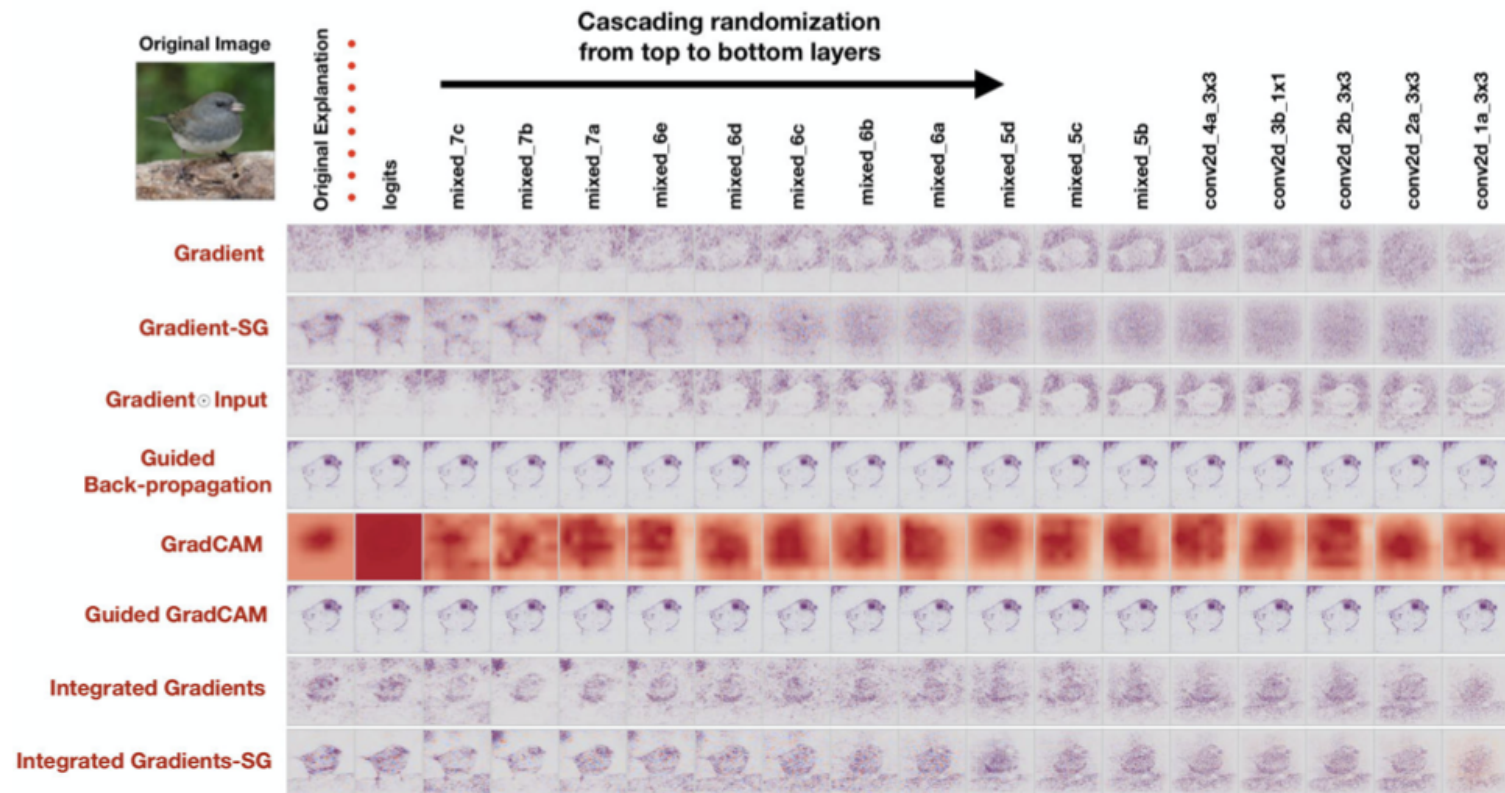 Cascading randomization
from top to bottom layers
Original Image
Original Explanation
logits
mixed_7c
mixed_7b
mixed_7a
mixed_6e
mixed_6d
mixed_6c
mixed_6b
mixed_6a
mixed_5d
mixed_5c
mixed_5b
conv2d_4a_3x3
conv2d_3b_1x1
conv2d_2b_3x3
conv2d_2a_3x3
conv2d_1a_3x3
Gradient
Gradient-SG
Gradient⊙Input
Guided
Back-propagation
GradCAM
Guided GradCAM
Integrated Gradients
Integrated Gradients-SG